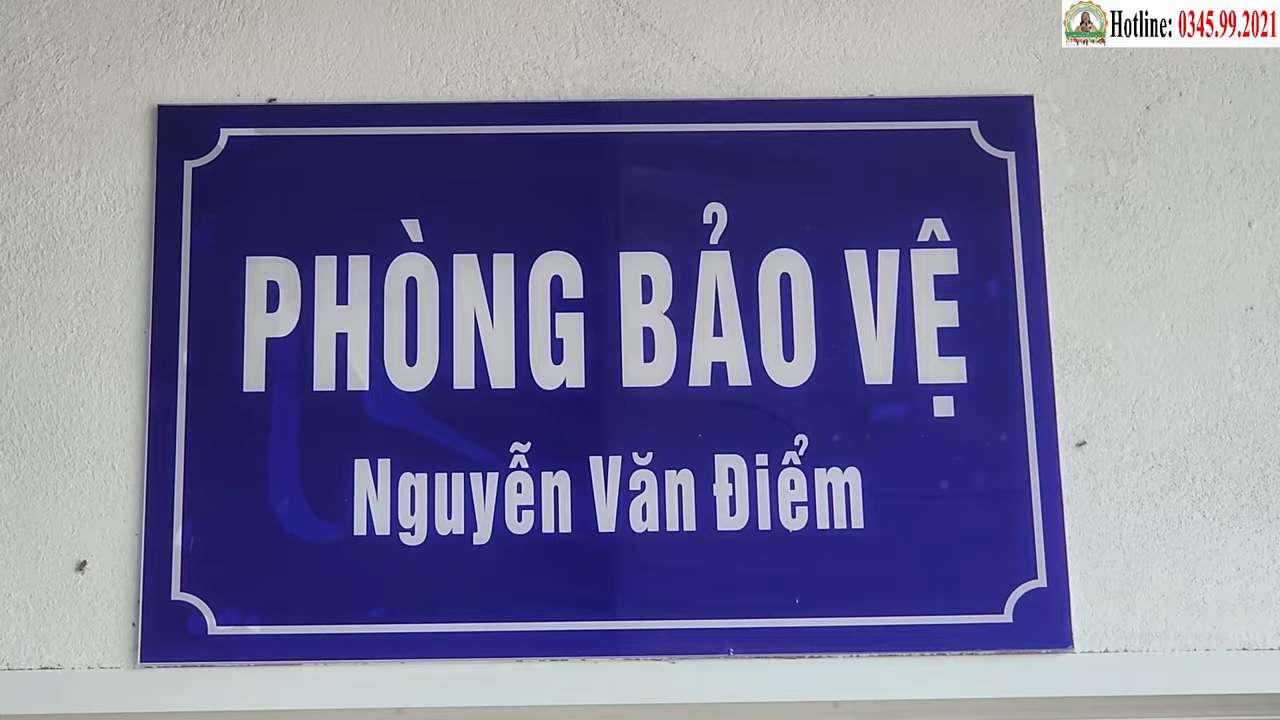 Hotline: 0345.99.2021
PHÒNG BẢO VỆ
Nguyễn Văn Điểm